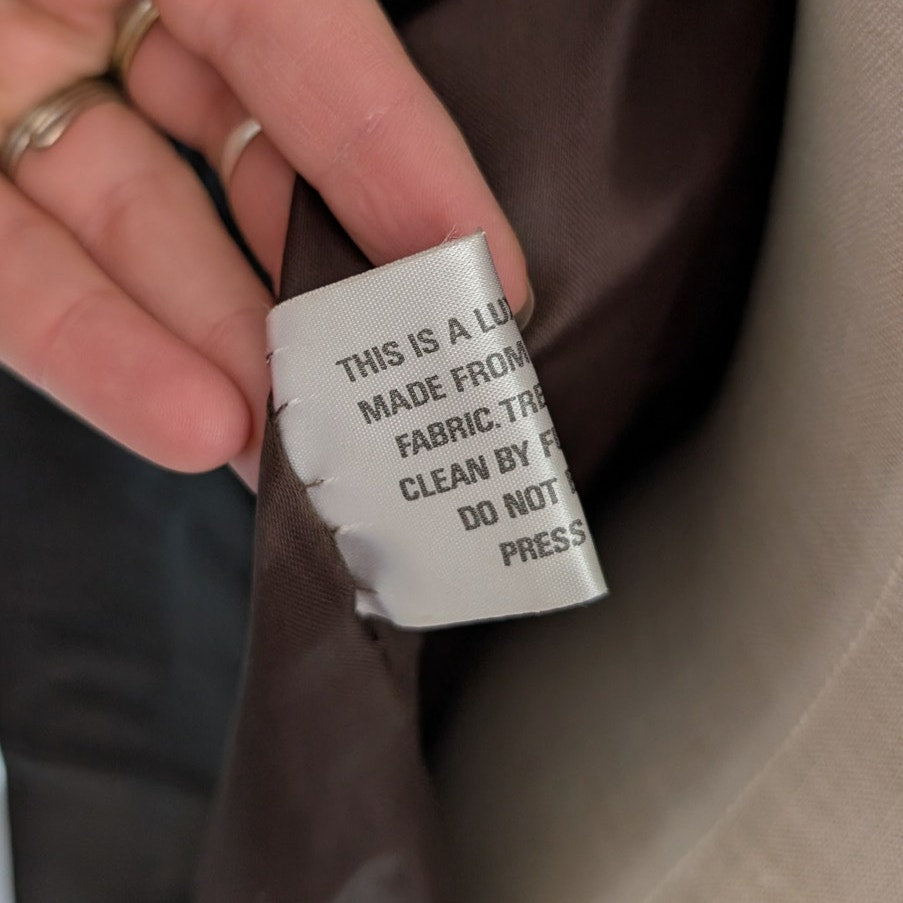 THIS IS A LU
MADE FROM
FABRIC. TRE
CLEAN BY
DO NOT
PRESS